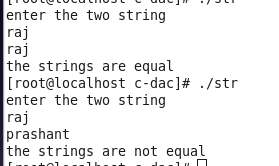 [root@localhost c-dac]# ./str
enter the two string
raj
raj
the strings are equal
[root@localhost c-dac]# ./str
enter the two string
raj
prashant
the strings are not equal
[root@localhost c-dac]#